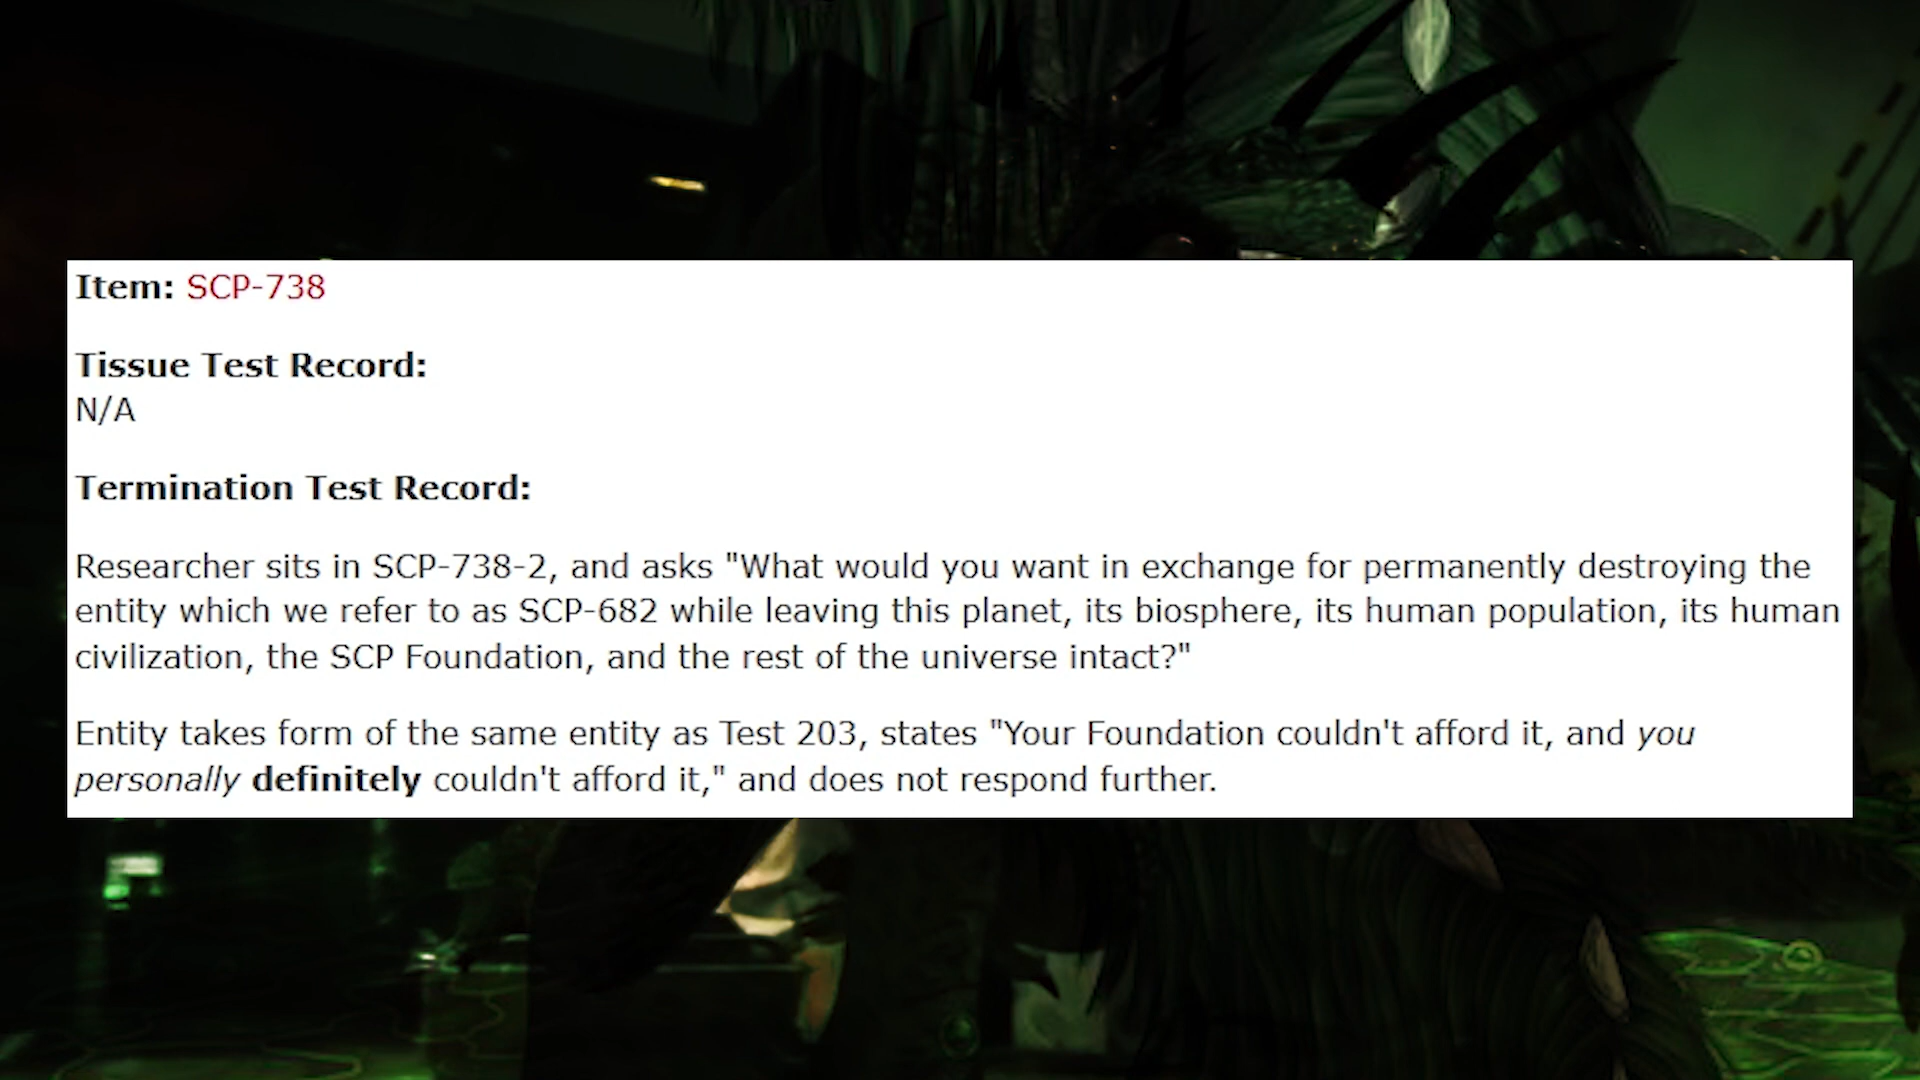 Item: SCP-738
Tissue Test Record:
N/A
Termination Test Record:
Researcher sits in SCP-738-2, and asks "What would you want in exchange for permanently destroying the
entity which we refer to as SCP-682 while leaving this planet, its biosphere, its human population, its human
civilization, the SCP Foundation, and the rest of the universe intact?"
Entity takes form of the same entity as Test 203, states "Your Foundation couldn't afford it, and you
personally definitely couldn't afford it," and does not respond further.